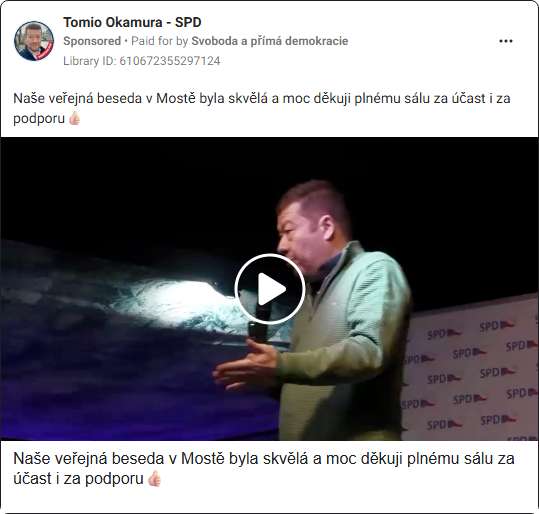 Tomio Okamura - SPD
Sponsored • Paid for by Svoboda a přímá demokracie
Library ID: 610672355297124
Naše veřejná beseda v Mostě byla skvělá a moc děkuji plnému sálu za účast i za
podporu👍🏻
SPD
SPD
SPD
SPD
SPD
SPD
SPD
SPD
SPD
SPD
Naše veřejná beseda v Mostě byla skvělá a moc děkuji plnému sálu za
účast i za podporu👍🏻